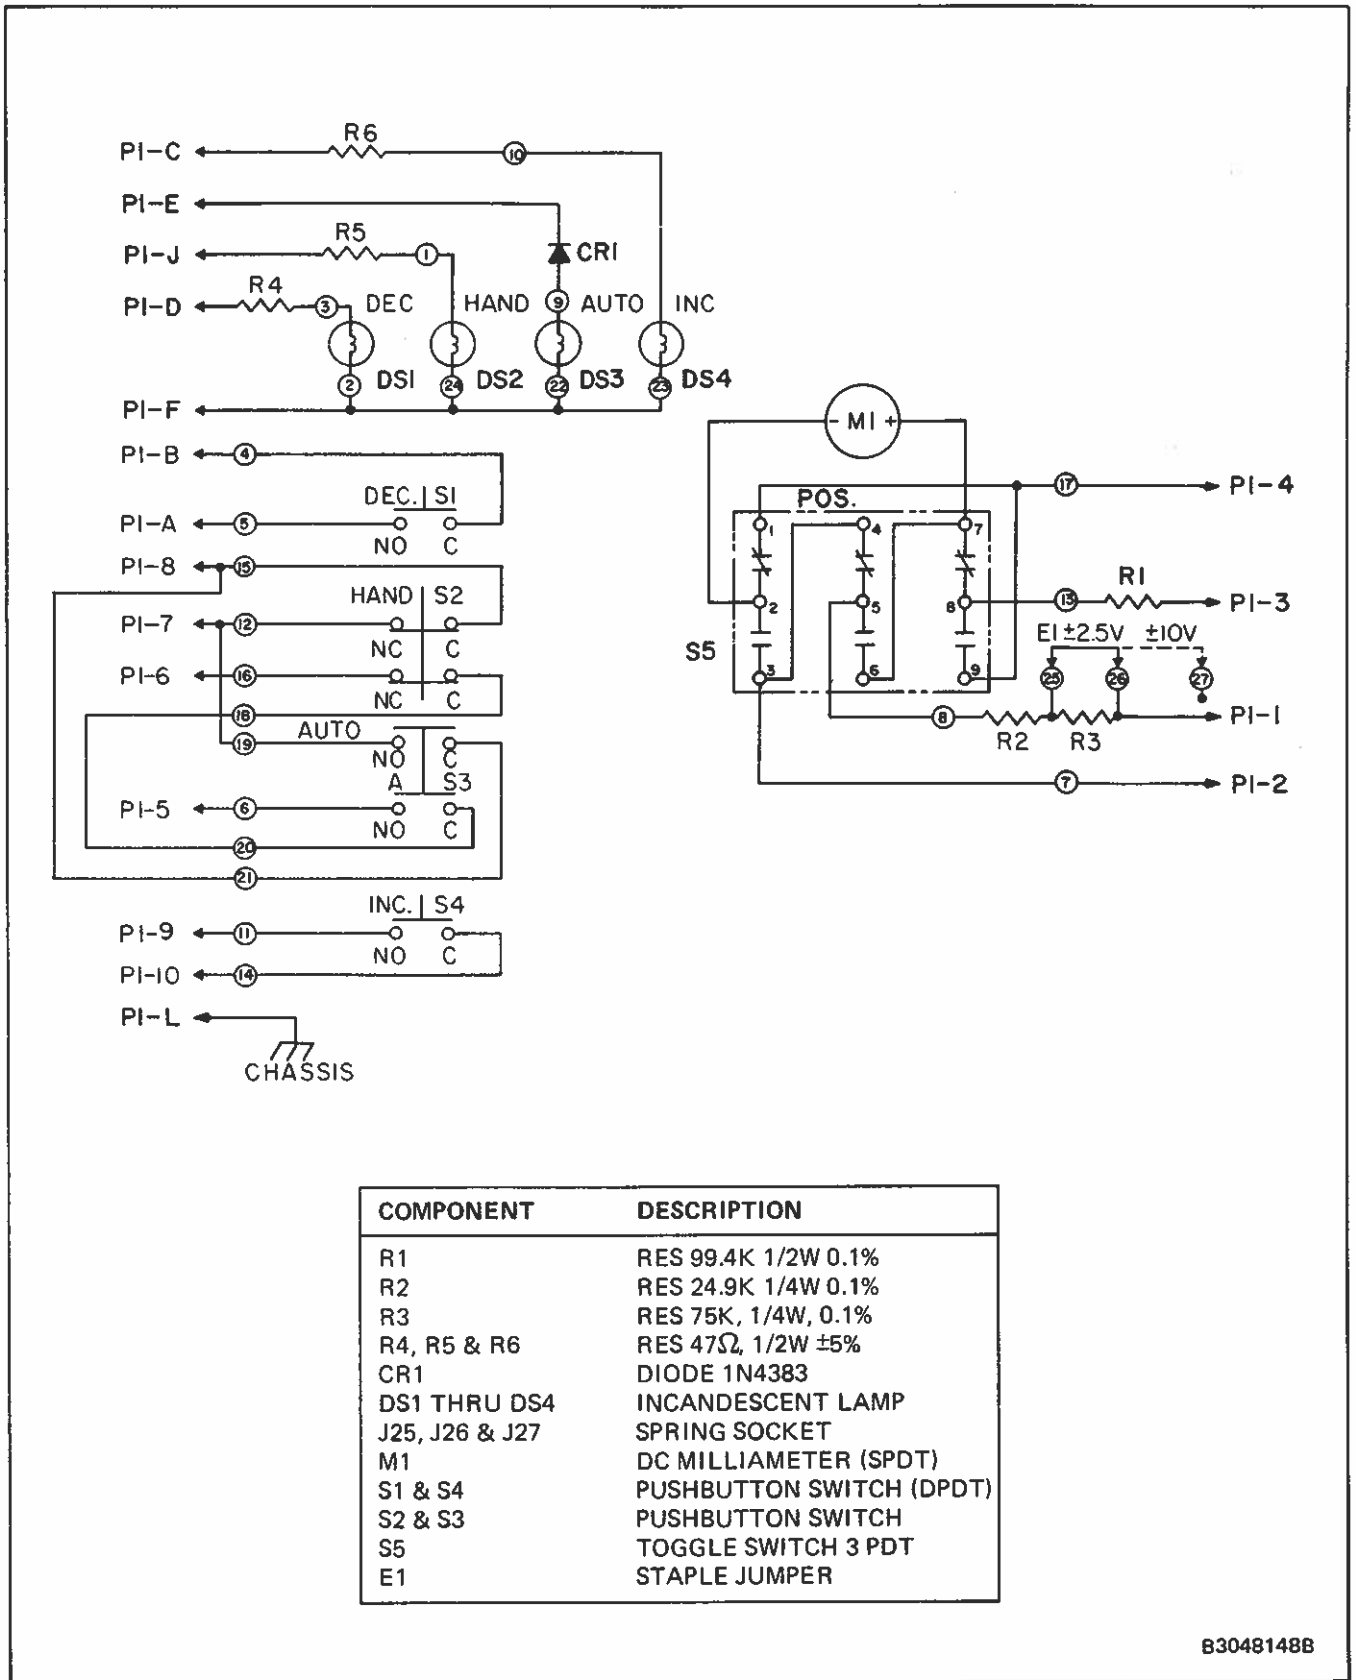 R6
P1-C 10
P1-E
R5
P1-J 1 CR1
R4
P1-D 3 DEC HAND 9 AUTO INC
2 DS1 24 DS2 22 DS3 23 DS4
P1-F
- M1 +
P1-B 4
17 P1-4
DEC. S1 POS.
P1-A 5 1 4 7
NO C
P1-8 15
R1
HAND S2
2 5 8 13 P1-3
P1-7 12
E1 ±2.5V ±10V
NC C S5
P1-6 16 3 6 9 25 26 27
NC C
18 8 P1-1
AUTO
19 R2 R3
NO C
A S3
7 P1-2
P1-5 6
NO C
20
21
INC. S4
P1-9 11
NO C
P1-10 14
P1-L
CHASSIS
COMPONENT DESCRIPTION
R1 RES 99.4K 1/2W 0.1%
R2 RES 24.9K 1/4W 0.1%
R3 RES 75K, 1/4W, 0.1%
R4, R5 & R6 RES 47Ω, 1/2W ±5%
CR1 DIODE 1N4383
DS1 THRU DS4 INCANDESCENT LAMP
J25, J26 & J27 SPRING SOCKET
M1 DC MILLIAMETER (SPDT)
S1 & S4 PUSHBUTTON SWITCH (DPDT)
S2 & S3 PUSHBUTTON SWITCH
S5 TOGGLE SWITCH 3 PDT
E1 STAPLE JUMPER
B3048148B